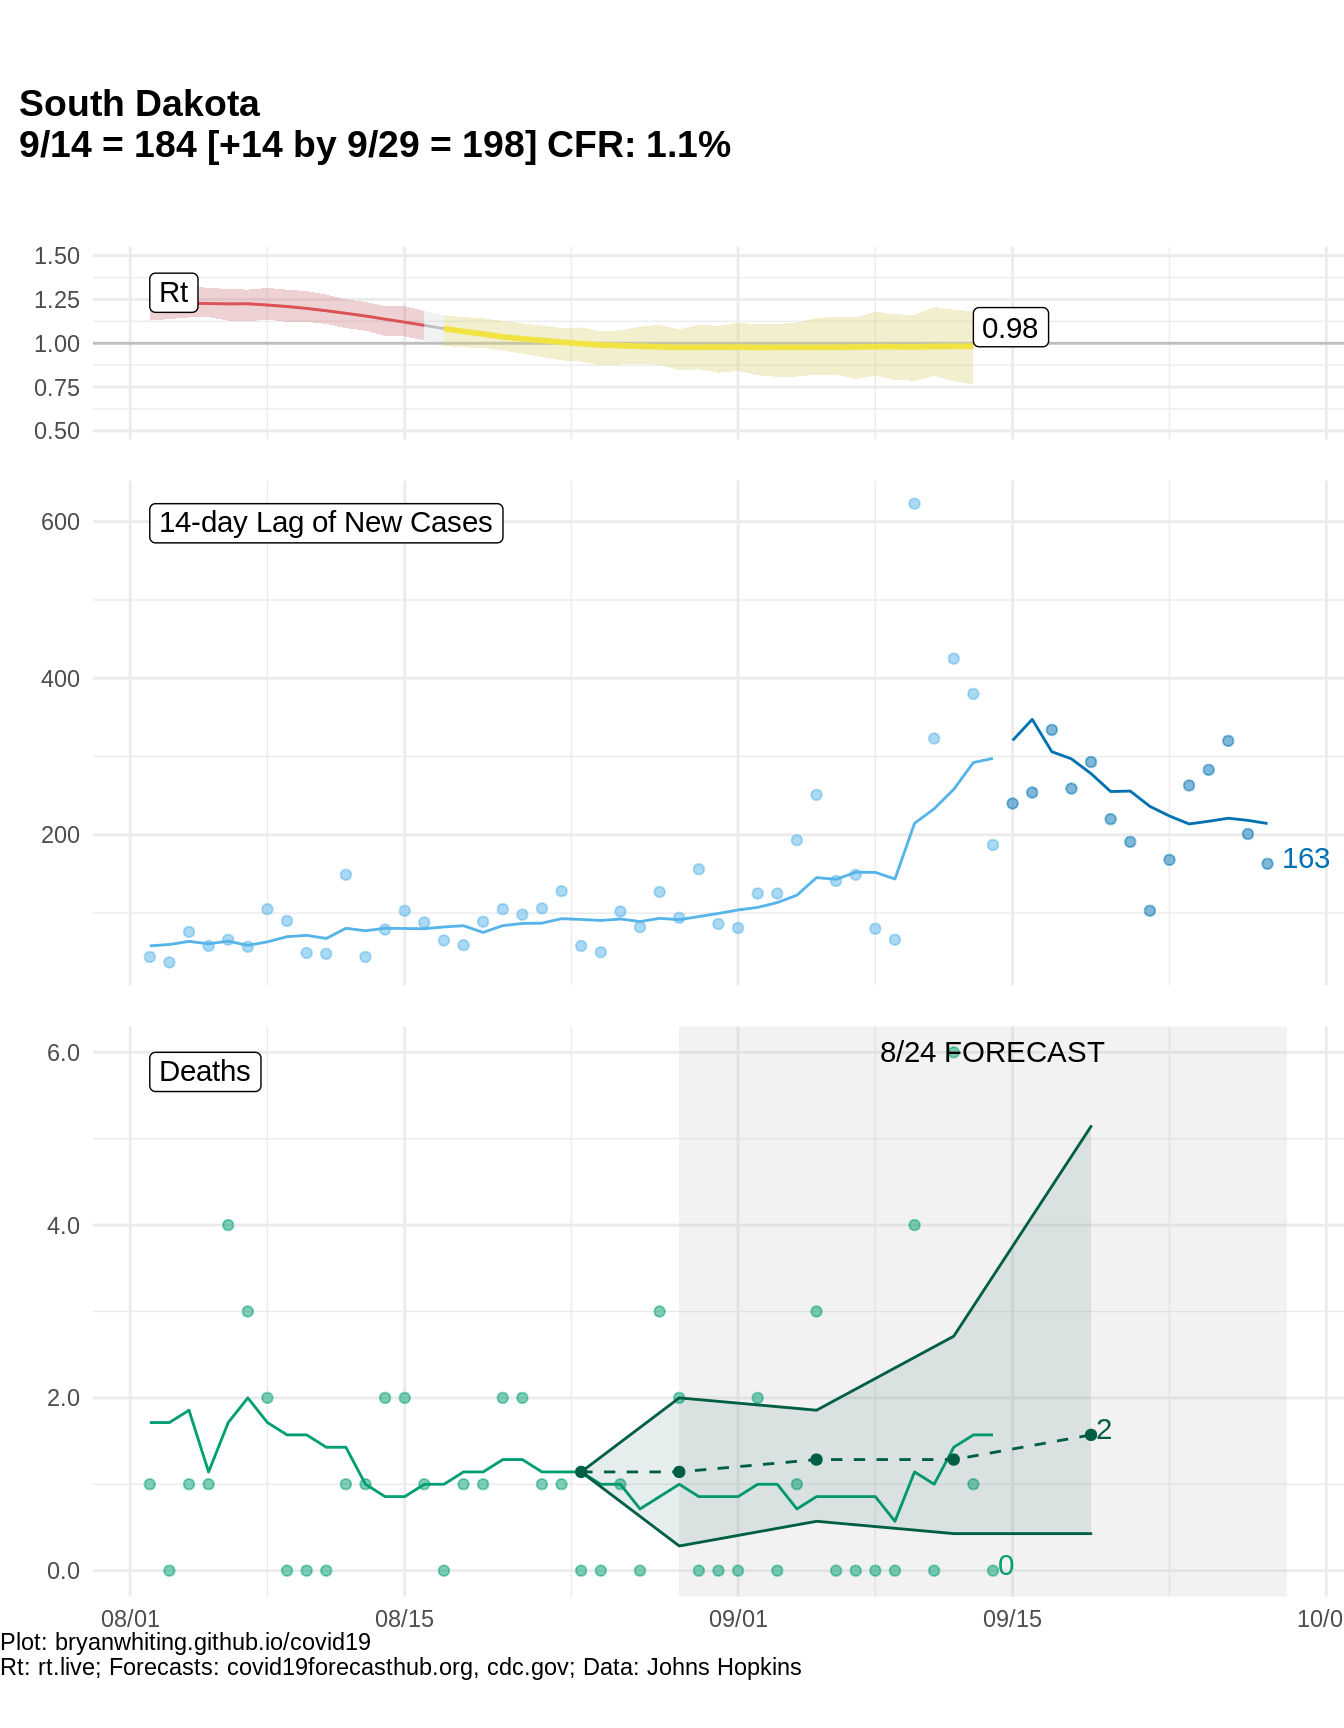 South Dakota
9/14 = 184 [+14 by 9/29 = 198] CFR: 1.1%
1.50
1.25
1.00
0.75
0.50
Rt
0.98
600
400
200
14-day Lag of New Cases
163
6.0
4.0
2.0
0.0
Deaths
8/24 FORECAST
2
0
08/01
08/15
09/01
09/15
10/0
Plot: bryanwhiting.github.io/covid19
Rt: rt.live; Forecasts: covid19forecasthub.org, cdc.gov; Data: Johns Hopkins